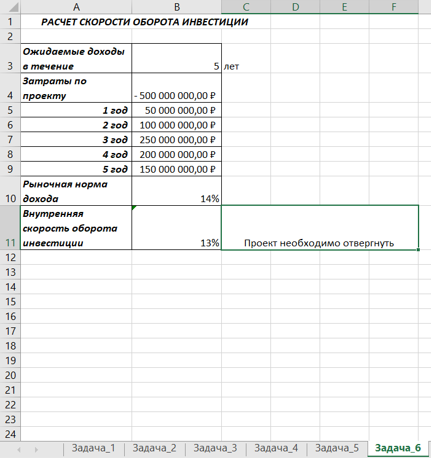 A B C D E F
1 РАСЧЕТ СКОРОСТИ ОБОРОТА ИНВЕСТИЦИИ
2
Ожидаемые доходы
3 в течение 5 лет
Затраты по
4 проекту - 500 000 000,00 ₽
5 1 год 50 000 000,00 ₽
6 2 год 100 000 000,00 ₽
7 3 год 250 000 000,00 ₽
8 4 год 200 000 000,00 ₽
9 5 год 150 000 000,00 ₽
Рыночная норма
10 дохода 14%
Внутренняя
скорость оборота
11 инвестиции 13% Проект необходимо отвергнуть
12
13
14
15
16
17
18
19
20
21
22
23
24
Задача_1 Задача_2 Задача_3 Задача_4 Задача_5 Задача_6